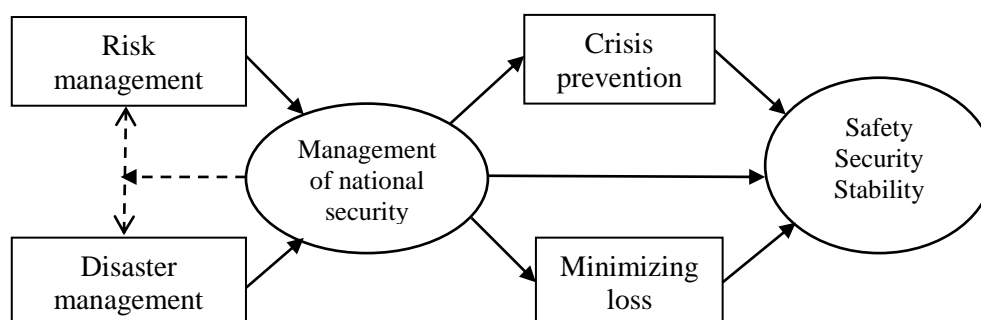 Risk
management
Crisis
prevention
Management
of national
security
Safety
Security
Stability
Disaster
management
Minimizing
loss